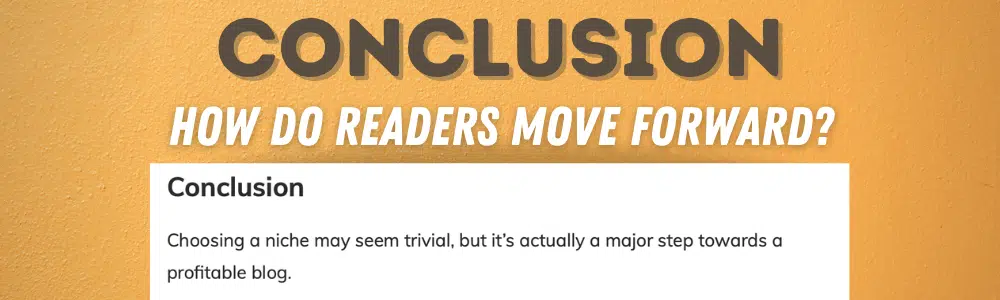 CONCLUSION
HOW DO READERS MOVE FORWARD?
Conclusion
Choosing a niche may seem trivial, but it's actually a major step towards a
profitable blog.